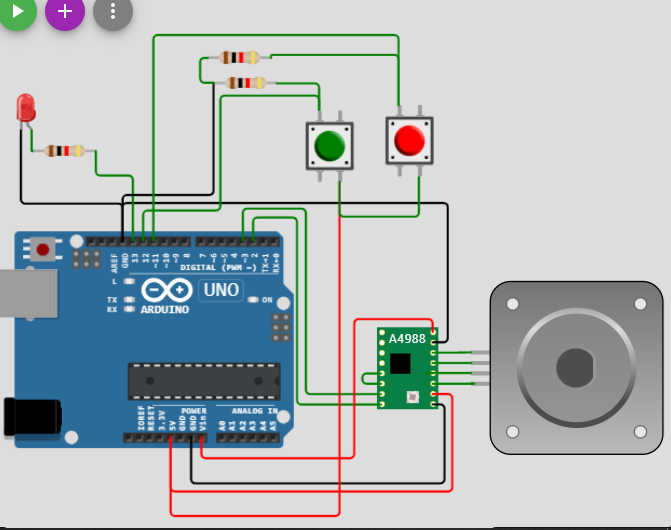 AREF
GND
13
12
~11
~10
~9
8
7
~6
~5
4
~3
2
TX→1
RX←0
DIGITAL (PWM ~)
L
TX
RX
UNO
ARDUINO
ON
A4988
IOREF
RESET
3.3V
5V
GND
GND
Vin
POWER
ANALOG IN
A0
A1
A2
A3
A4
A5